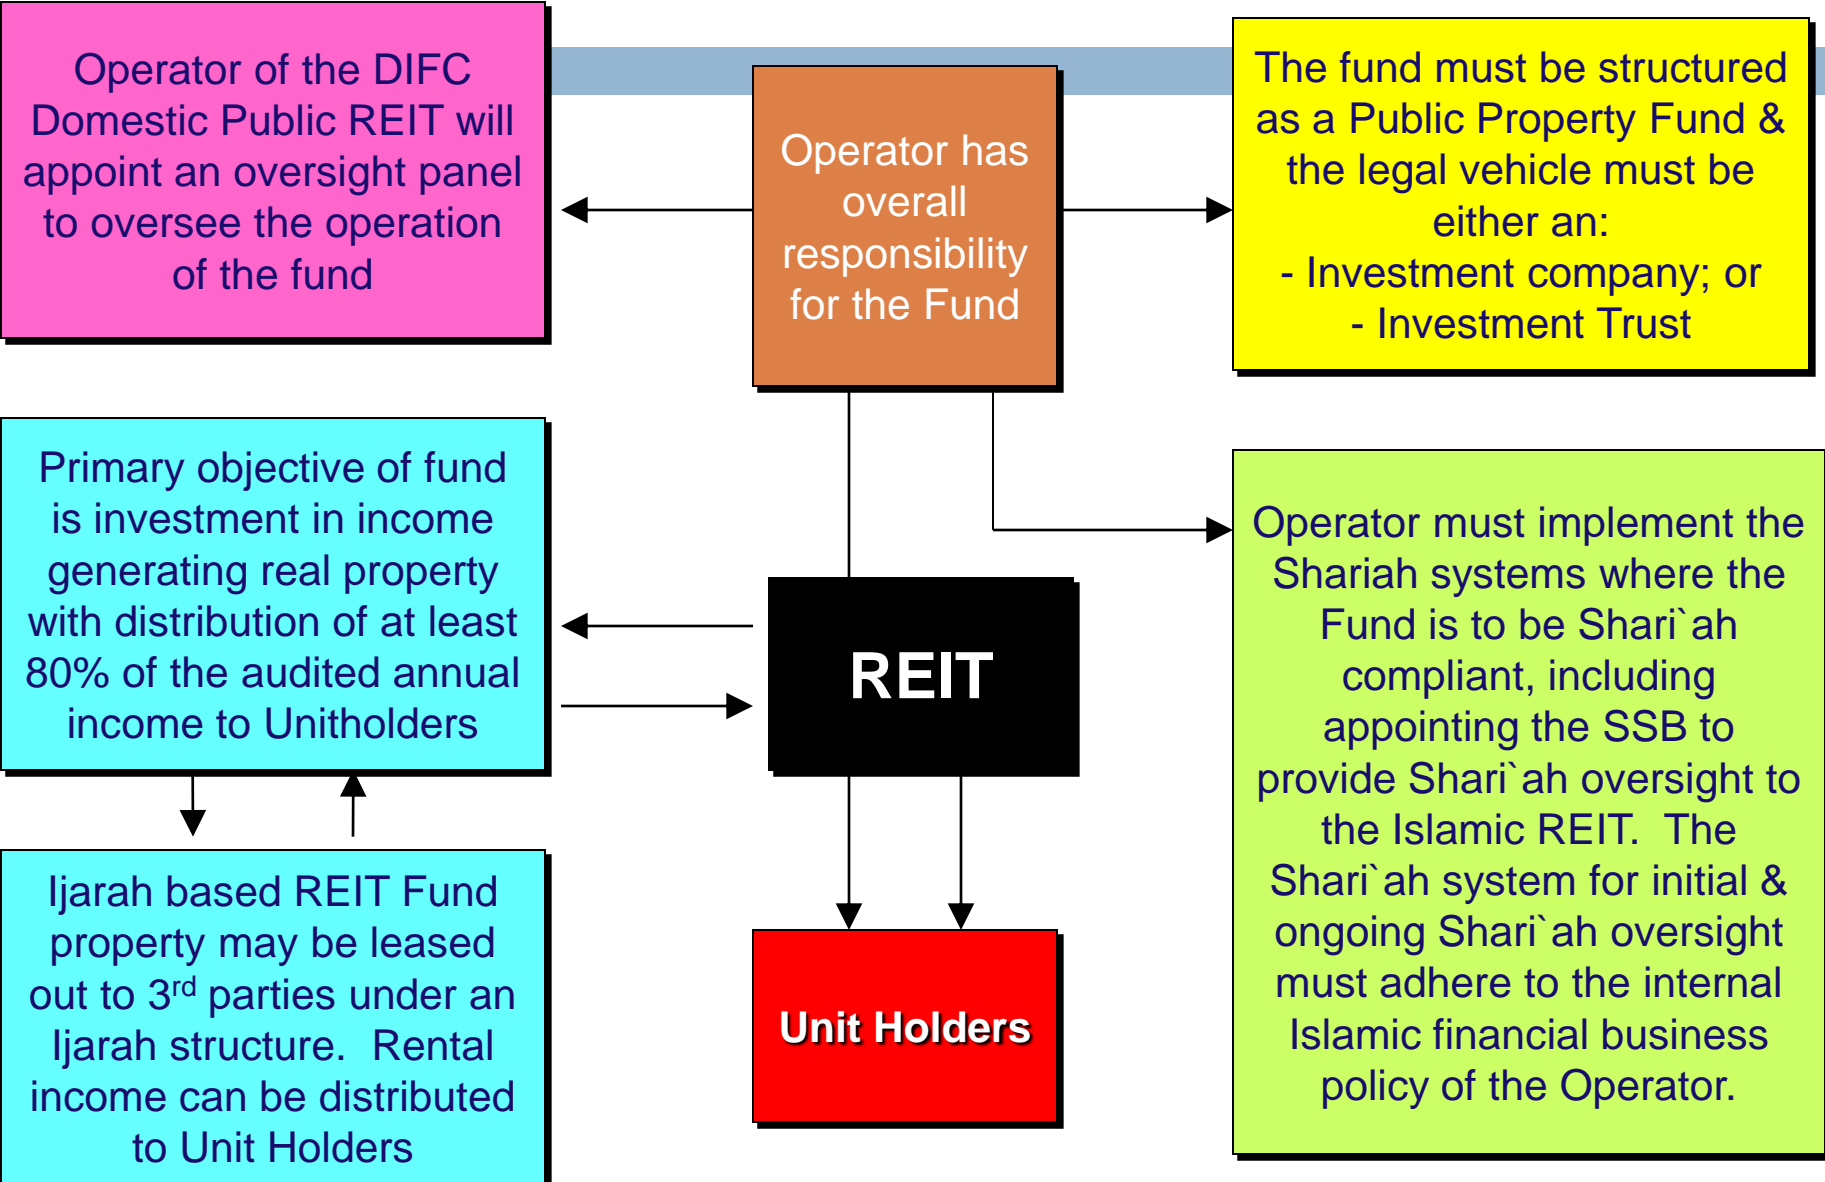 Operator of the DIFC
Domestic Public REIT will
appoint an oversight panel
to oversee the operation
of the fund
Operator has
overall
responsibility
for the Fund
The fund must be structured
as a Public Property Fund &
the legal vehicle must be
either an:
- Investment company; or
- Investment Trust
Primary objective of fund
is investment in income
generating real property
with distribution of at least
80% of the audited annual
income to Unitholders
REIT
Operator must implement the
Shariah systems where the
Fund is to be Shari`ah
compliant, including
appointing the SSB to
provide Shari`ah oversight to
the Islamic REIT.  The
Shari`ah system for initial &
ongoing Shari`ah oversight
must adhere to the internal
Islamic financial business
policy of the Operator.
Ijarah based REIT Fund
property may be leased
out to 3rd parties under an
Ijarah structure.  Rental
income can be distributed
to Unit Holders
Unit Holders